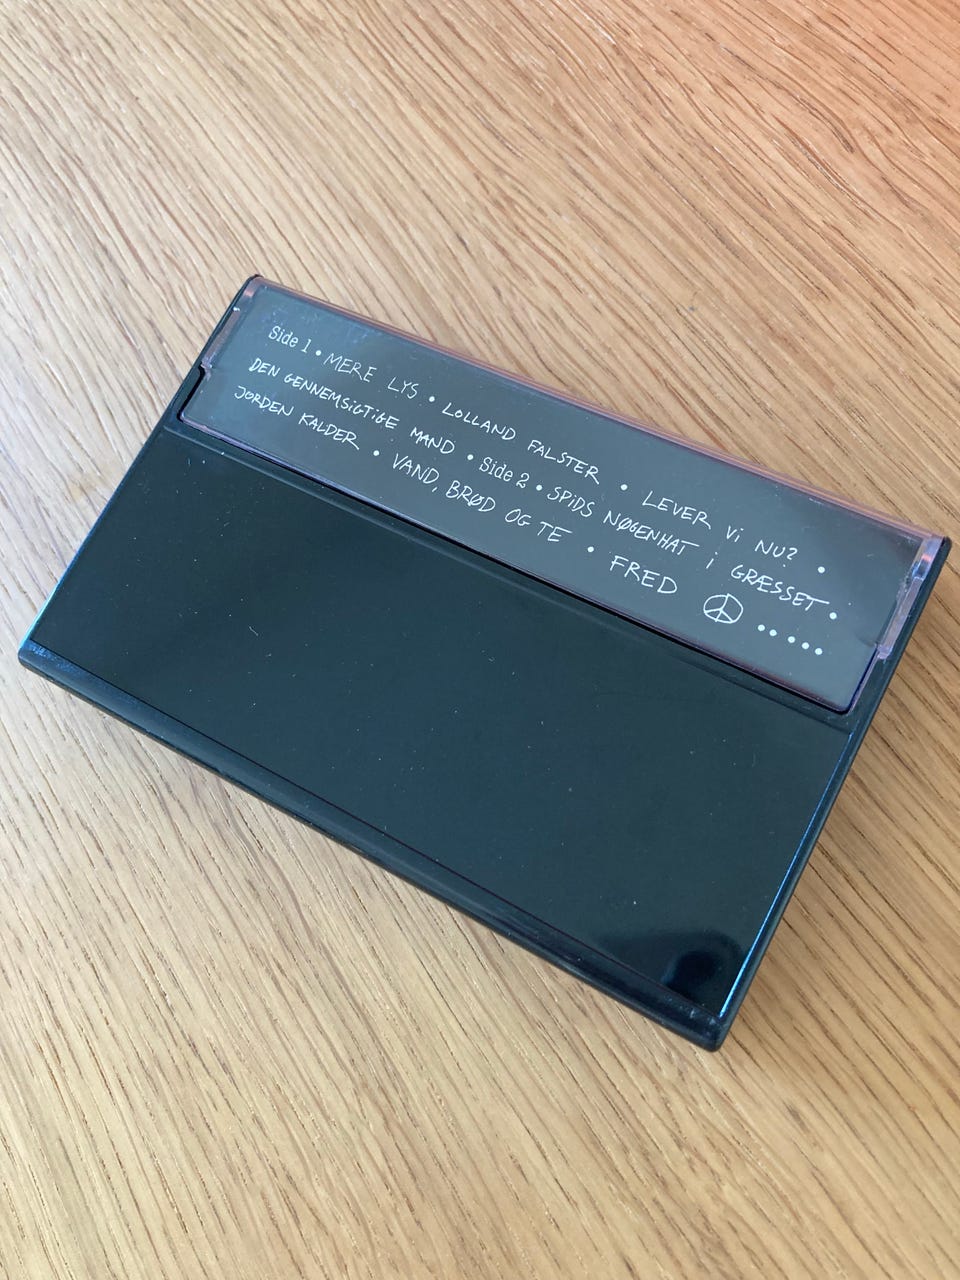 Side 1 • MERE LYS • LOLLAND FALSTER • LEVER Vi NU? •
DEN GENNEMSiGTiGE MAND • Side 2 • SPiDS NØGENHAT i GRÆSSET •
JORDEN KALDER • VAND, BRØD OG TE • FRED ☮ •••••